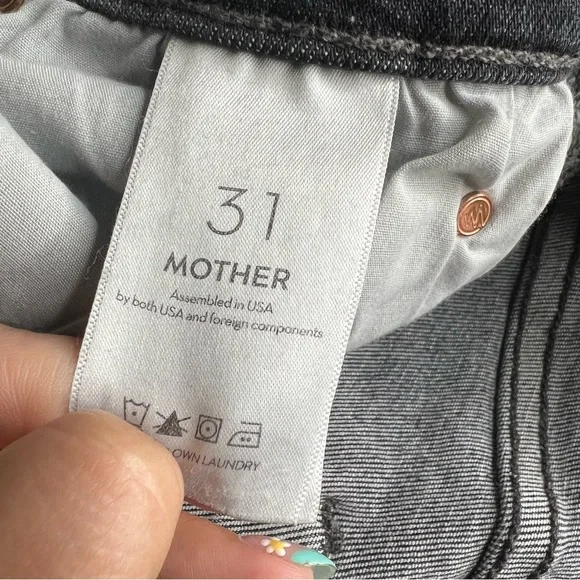 31
MOTHER
Assembled in USA
by both USA and foreign components
OWN LAUNDRY
M